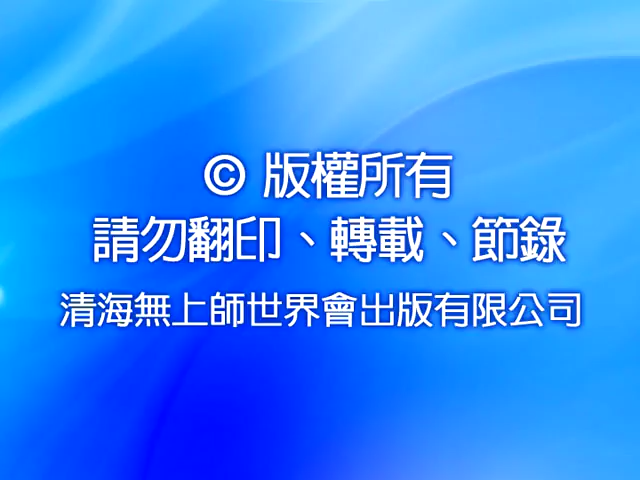 © 版權所有
請勿翻印、轉載、節錄
清海無上師世界會出版有限公司